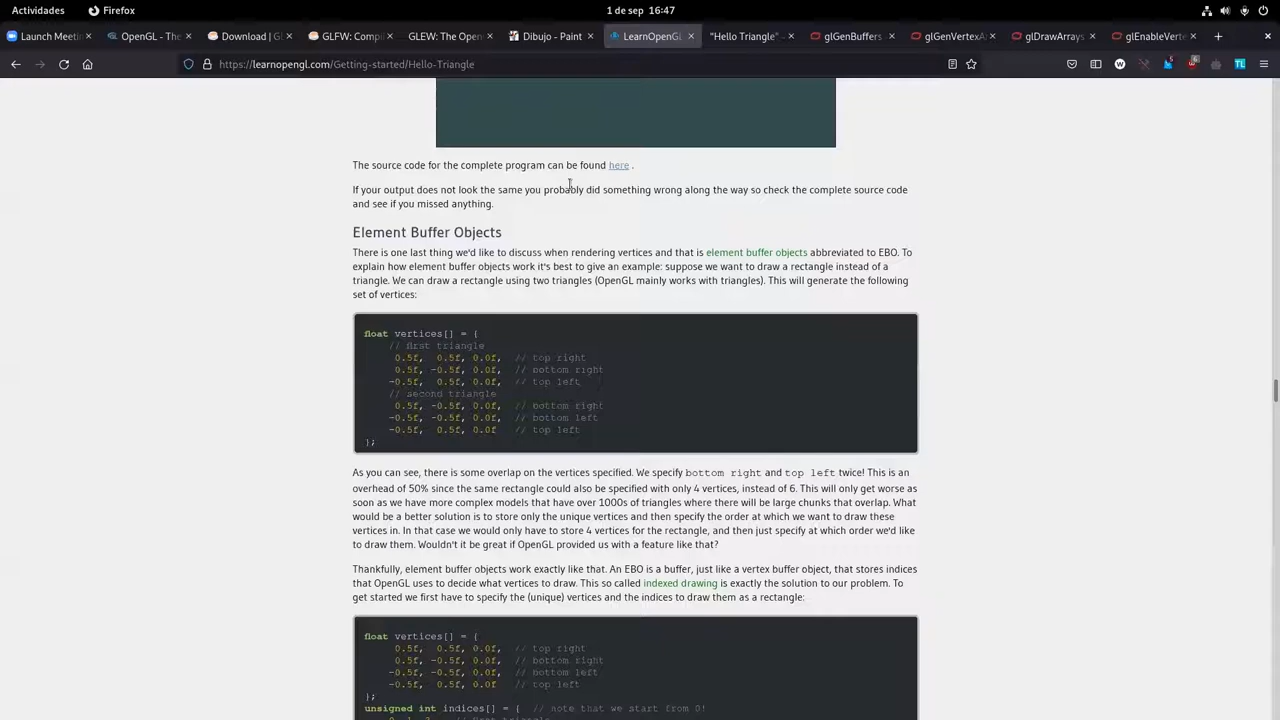 Actividades
Firefox
1 de sep 16:47
Launch Meeti
OpenGL - The
Download | GL
GLFW: Compi
GLEW: The Open
Dibujo - Paint
LearnOpenGL
"Hello Triangle"
glGenBuffers
glGenVertexA
glDrawArrays
glEnableVerte
https://learnopengl.com/Getting-started/Hello-Triangle
The source code for the complete program can be found here .
If your output does not look the same you probably did something wrong along the way so check the complete source code
and see if you missed anything.
Element Buffer Objects
There is one last thing we'd like to discuss when rendering vertices and that is element buffer objects abbreviated to EBO. To
explain how element buffer objects work it's best to give an example: suppose we want to draw a rectangle instead of a
triangle. We can draw a rectangle using two triangles (OpenGL mainly works with triangles). This will generate the following
set of vertices:
float vertices[] = {
// first triangle
0.5f, 0.5f, 0.0f, // top right
0.5f, -0.5f, 0.0f, // bottom right
-0.5f, 0.5f, 0.0f, // top left
// second triangle
0.5f, -0.5f, 0.0f, // bottom right
-0.5f, -0.5f, 0.0f, // bottom left
-0.5f, 0.5f, 0.0f // top left
};
As you can see, there is some overlap on the vertices specified. We specify bottom right and top left twice! This is an
overhead of 50% since the same rectangle could also be specified with only 4 vertices, instead of 6. This will only get worse as
soon as we have more complex models that have over 1000s of triangles where there will be large chunks that overlap. What
would be a better solution is to store only the unique vertices and then specify the order at which we want to draw these
vertices in. In that case we would only have to store 4 vertices for the rectangle, and then just specify at which order we'd like
to draw them. Wouldn't it be great if OpenGL provided us with a feature like that?
Thankfully, element buffer objects work exactly like that. An EBO is a buffer, just like a vertex buffer object, that stores indices
that OpenGL uses to decide what vertices to draw. This so called indexed drawing is exactly the solution to our problem. To
get started we first have to specify the (unique) vertices and the indices to draw them as a rectangle:
float vertices[] = {
0.5f, 0.5f, 0.0f, // top right
0.5f, -0.5f, 0.0f, // bottom right
-0.5f, -0.5f, 0.0f, // bottom left
-0.5f, 0.5f, 0.0f // top left
};
unsigned int indices[] = { // note that we start from 0!